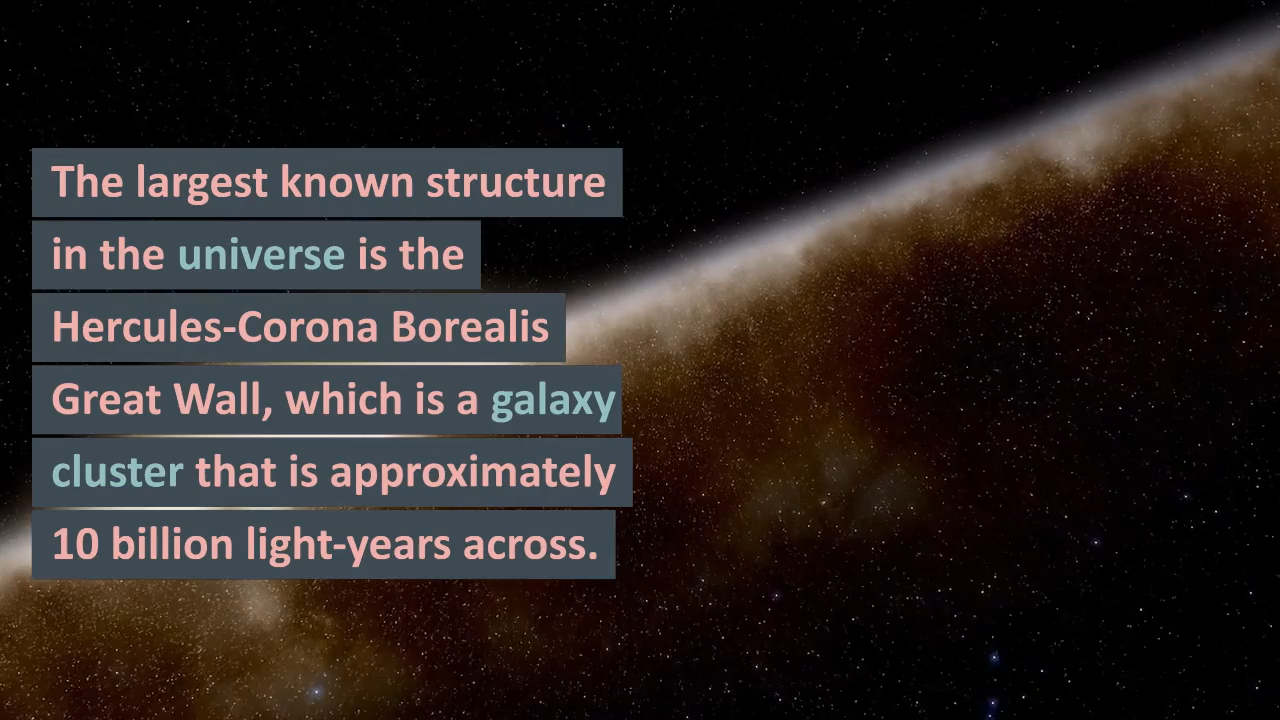 The largest known structure
in the universe is the
Hercules-Corona Borealis
Great Wall, which is a galaxy
cluster that is approximately
10 billion light-years across.